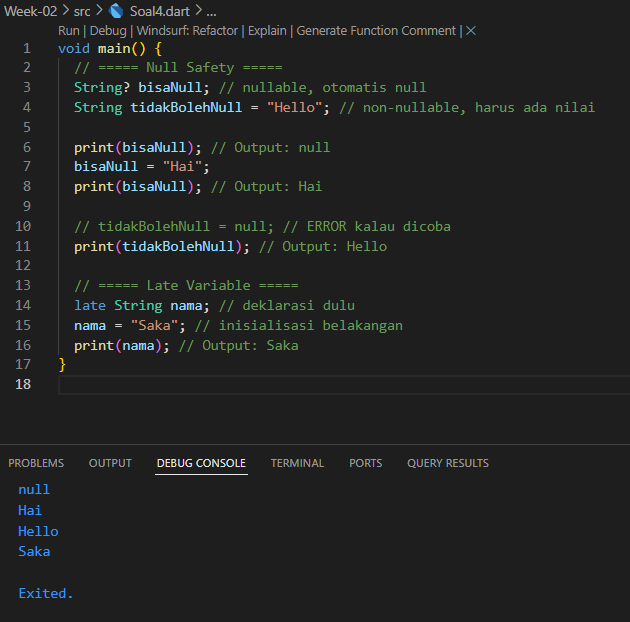 Week-02 > src > Soal4.dart > ...
Run | Debug | Windsurf: Refactor | Explain | Generate Function Comment | ✕
1 void main() {
2 // ===== Null Safety =====
3 String? bisaNull; // nullable, otomatis null
4 String tidakBolehNull = "Hello"; // non-nullable, harus ada nilai
5
6 print(bisaNull); // Output: null
7 bisaNull = "Hai";
8 print(bisaNull); // Output: Hai
9
10 // tidakBolehNull = null; // ERROR kalau dicoba
11 print(tidakBolehNull); // Output: Hello
12
13 // ===== Late Variable =====
14 late String nama; // deklarasi dulu
15 nama = "Saka"; // inisialisasi belakangan
16 print(nama); // Output: Saka
17 }
18
PROBLEMS OUTPUT DEBUG CONSOLE TERMINAL PORTS QUERY RESULTS
null
Hai
Hello
Saka
Exited.